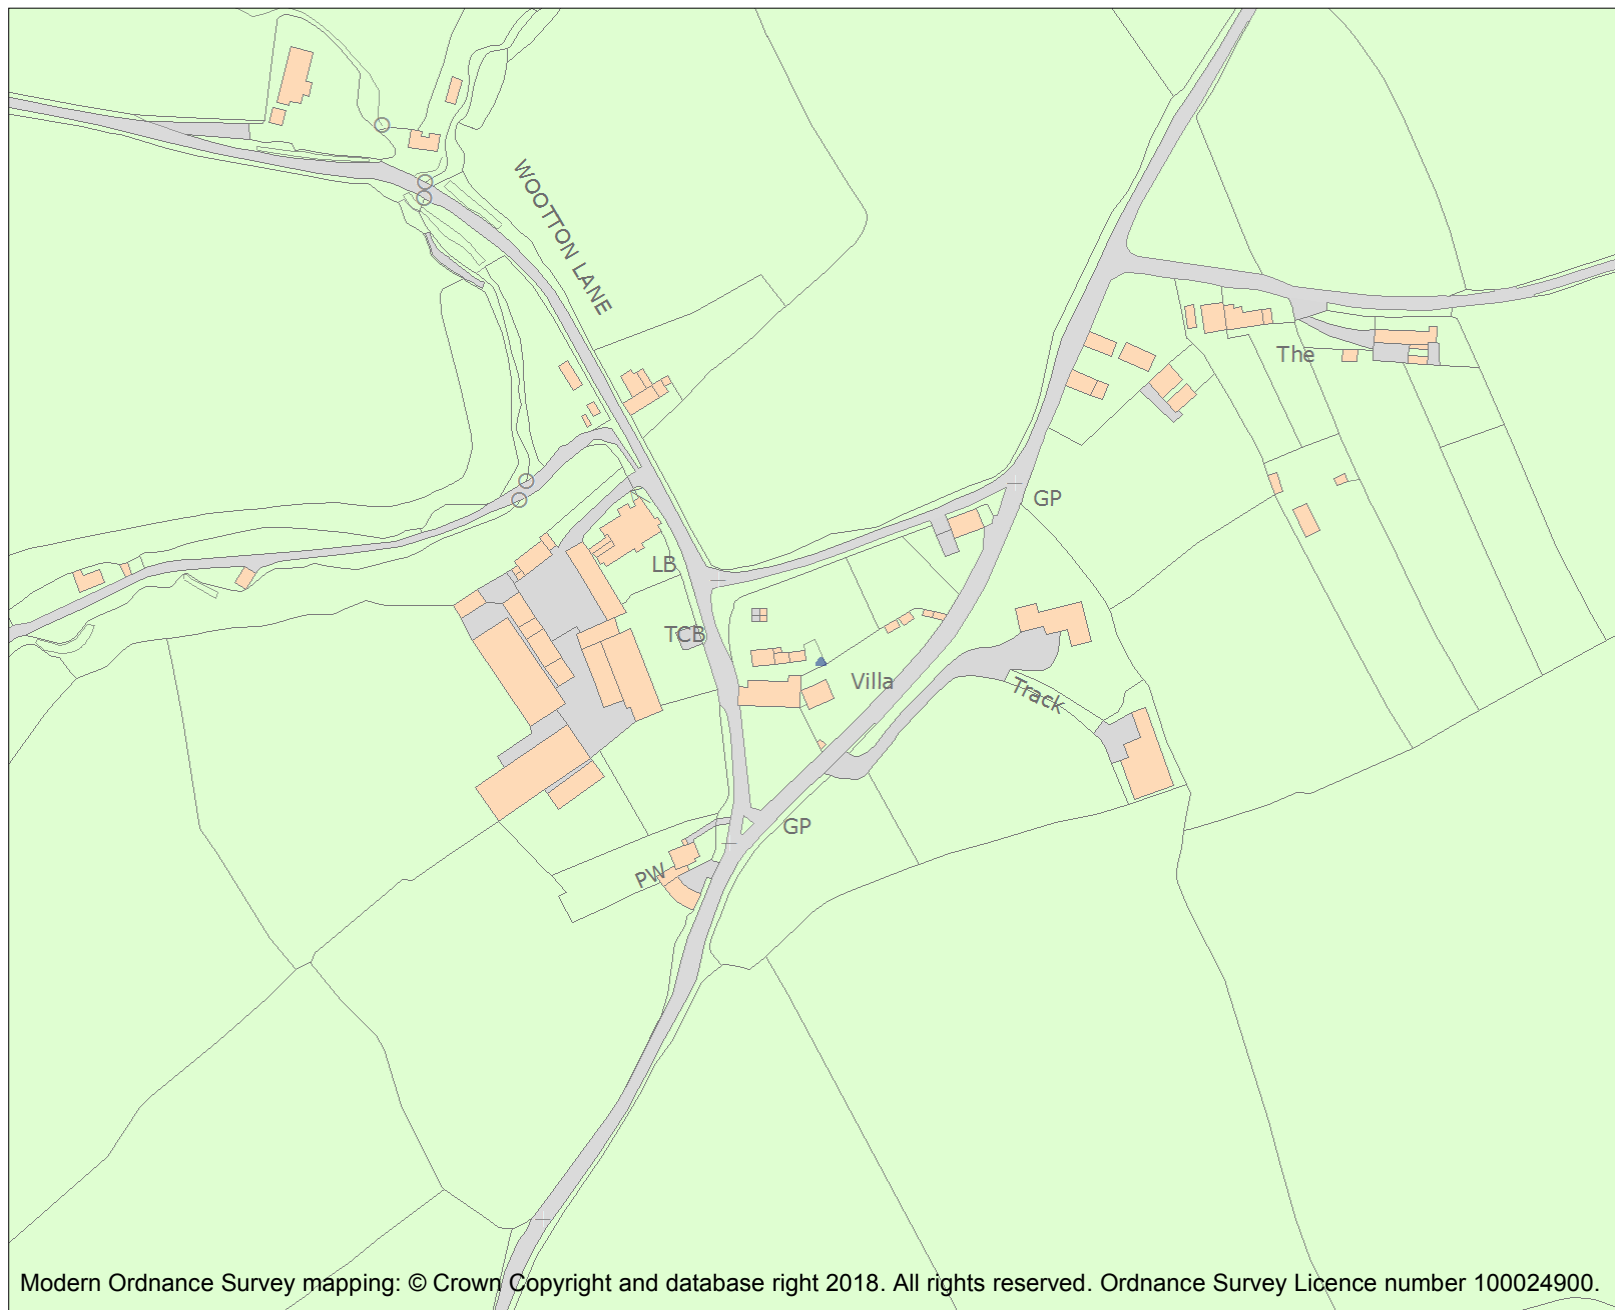 WOOTTON LANE
The
GP
LB
TCB
Villa
Track
GP
PW
Modern Ordnance Survey mapping: © Crown Copyright and database right 2018. All rights reserved. Ordnance Survey Licence number 100024900.